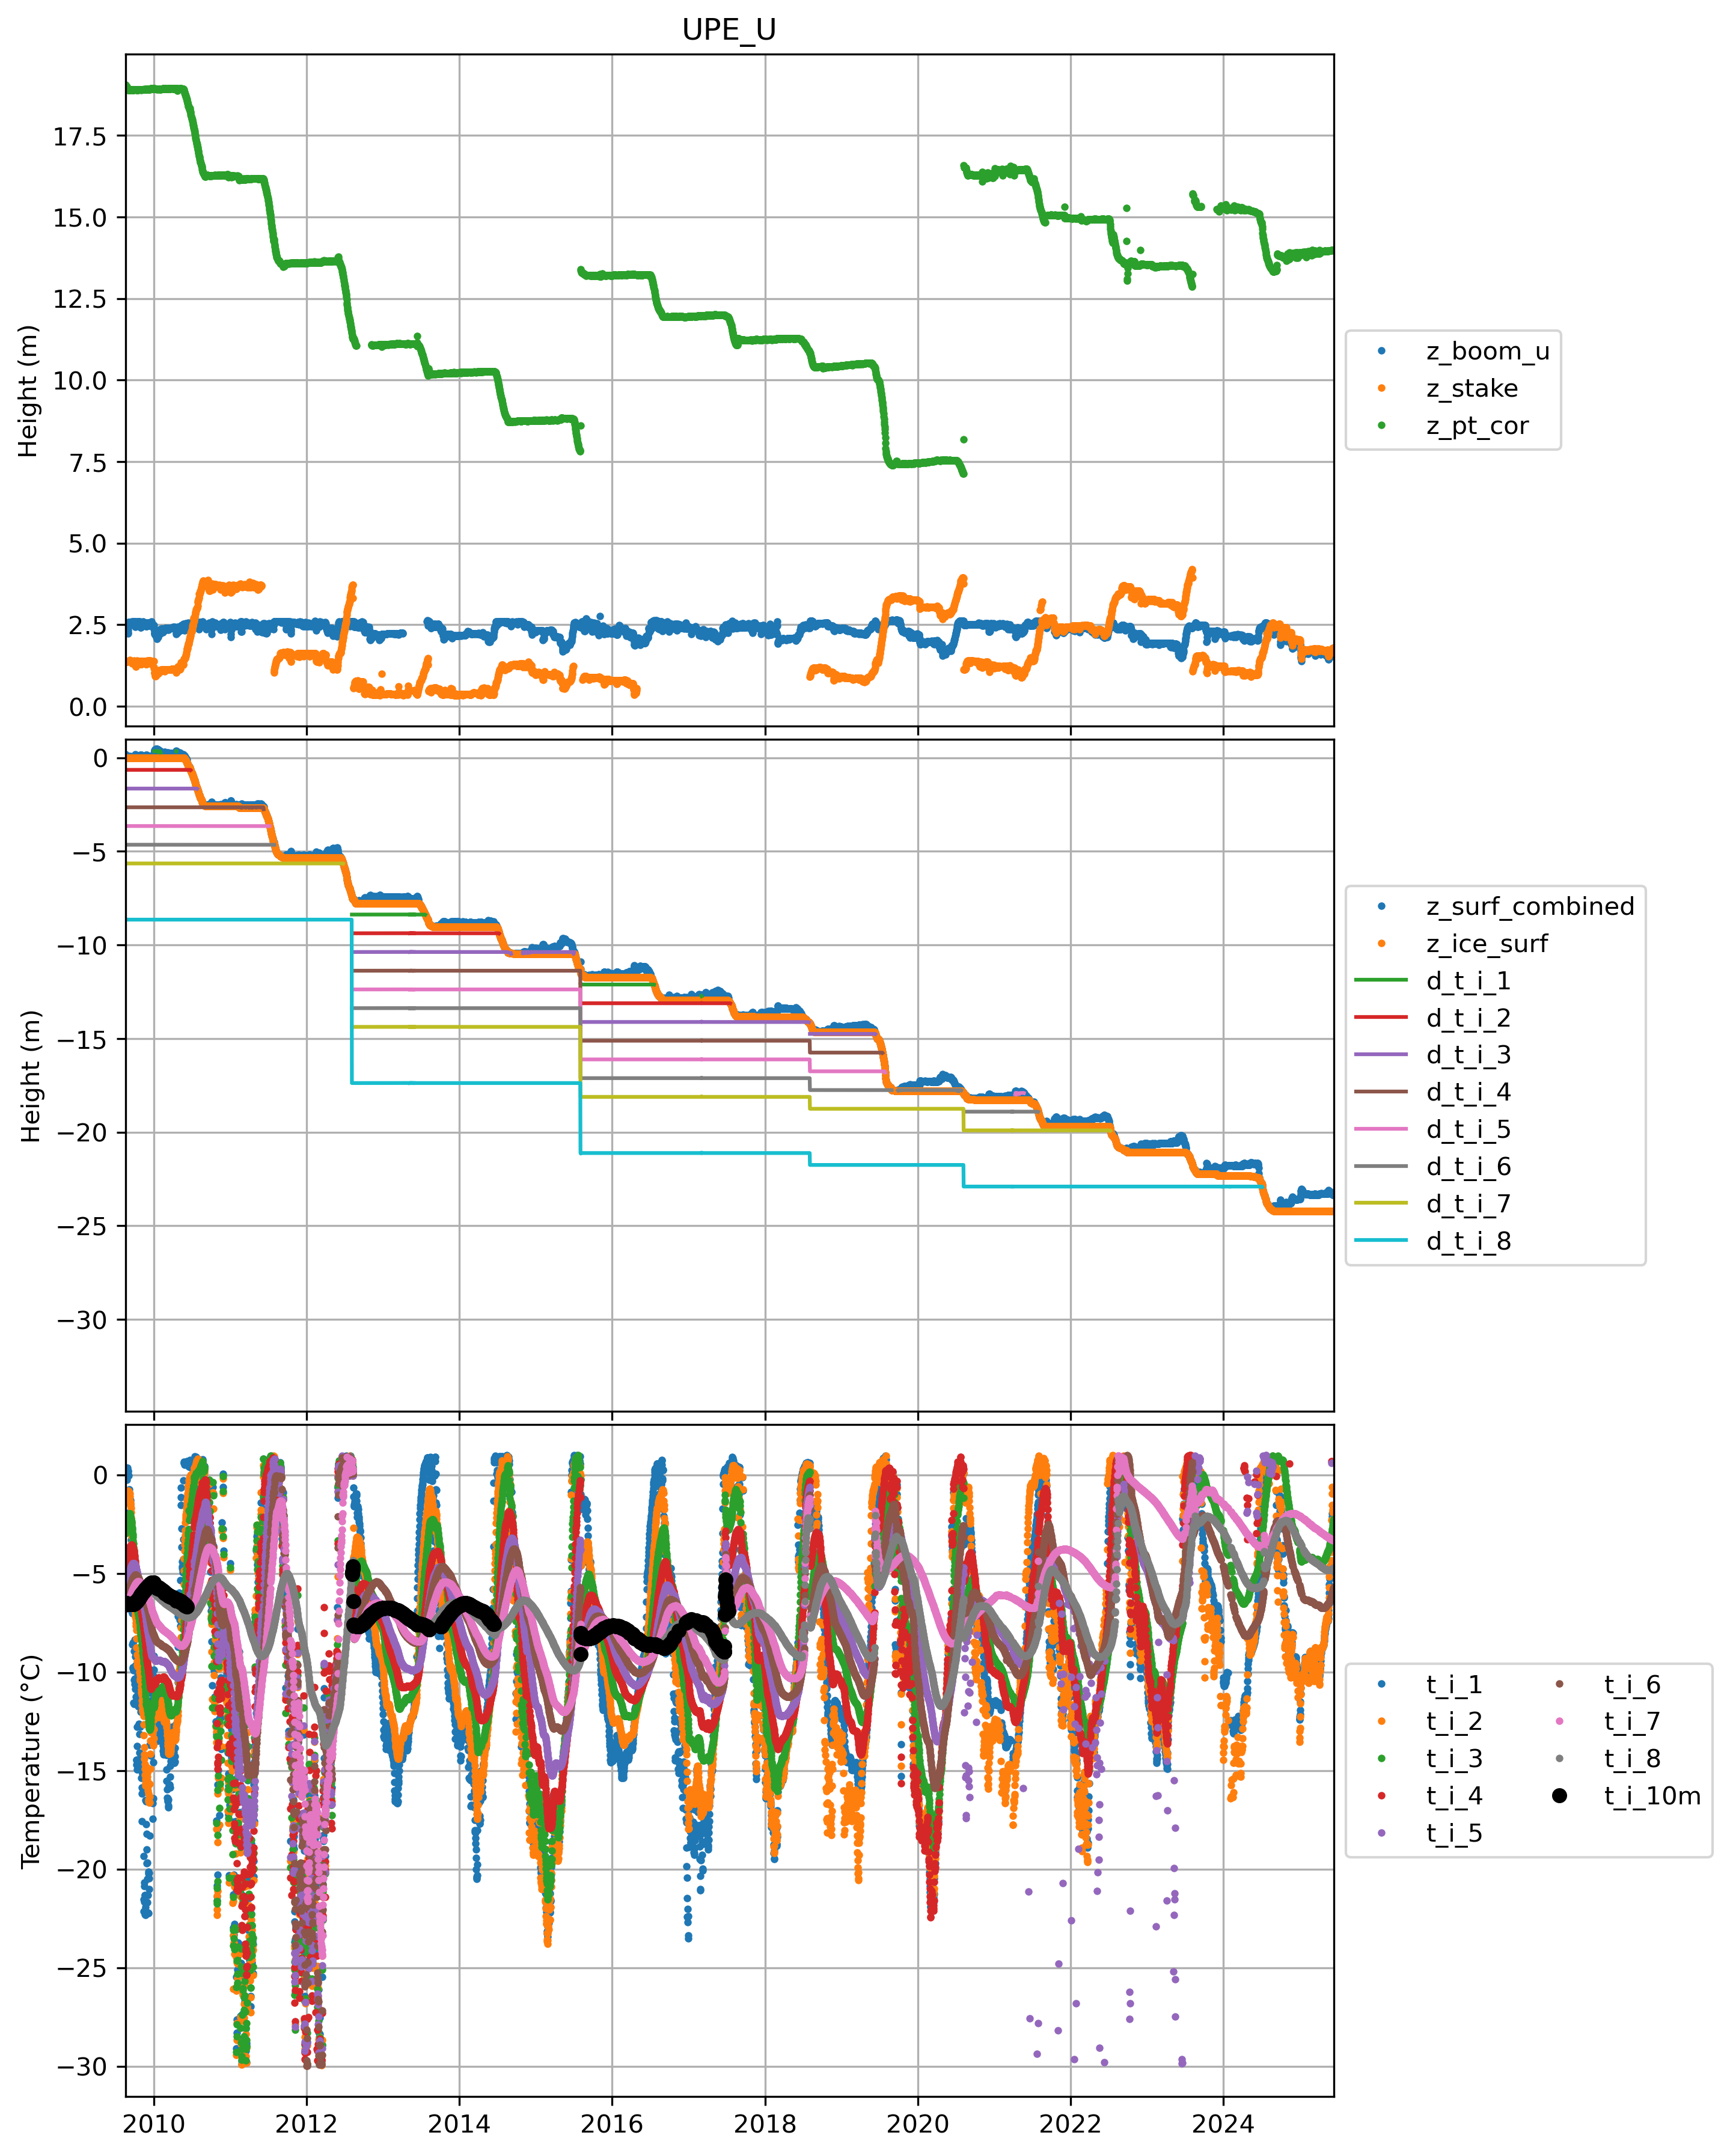 UPE_U
Height (m)
17.5
15.0
12.5
10.0
7.5
5.0
2.5
0.0
z_boom_u
z_stake
z_pt_cor
Height (m)
0
−5
−10
−15
−20
−25
−30
z_surf_combined
z_ice_surf
d_t_i_1
d_t_i_2
d_t_i_3
d_t_i_4
d_t_i_5
d_t_i_6
d_t_i_7
d_t_i_8
Temperature (°C)
0
−5
−10
−15
−20
−25
−30
t_i_1
t_i_2
t_i_3
t_i_4
t_i_5
t_i_6
t_i_7
t_i_8
t_i_10m
2010 2012 2014 2016 2018 2020 2022 2024